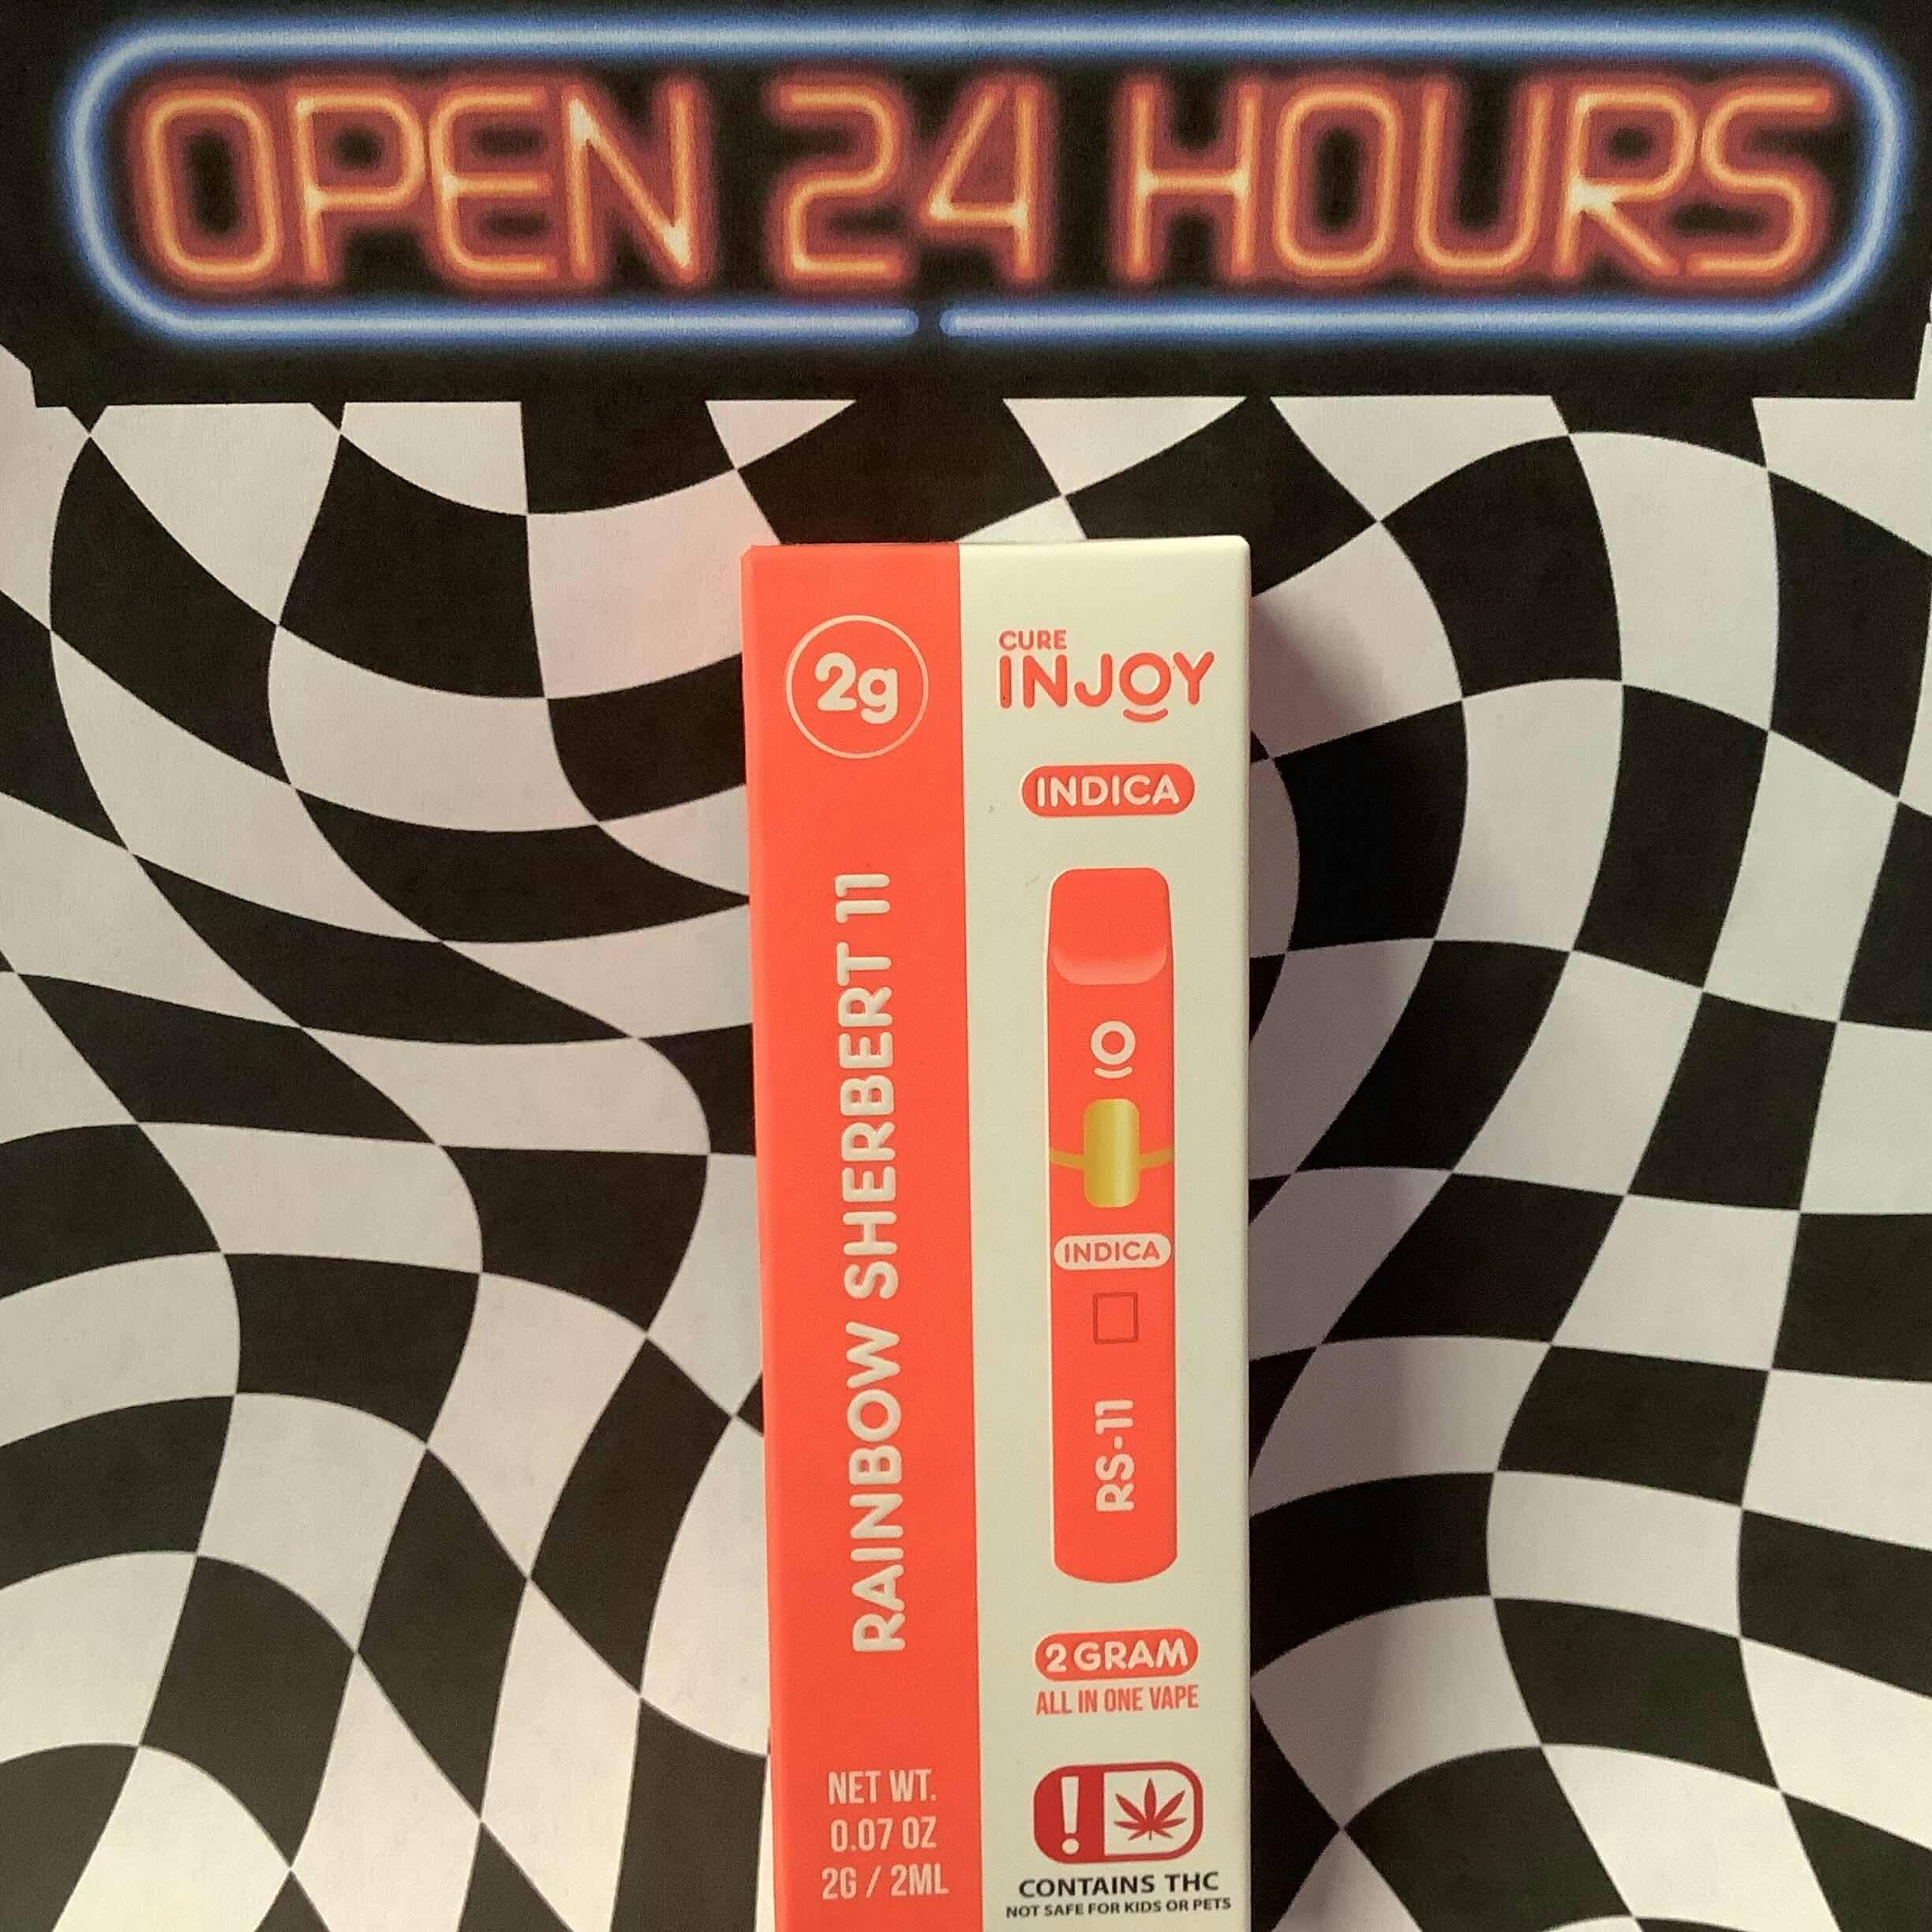 OPEN 24 HOURS
2g
RAINBOW SHERBERT 11
NET WT.
0.07 OZ
2G / 2ML
CURE
INJOY
INDICA
INDICA
RS-11
2 GRAM
ALL IN ONE VAPE
!
CONTAINS THC
NOT SAFE FOR KIDS OR PETS